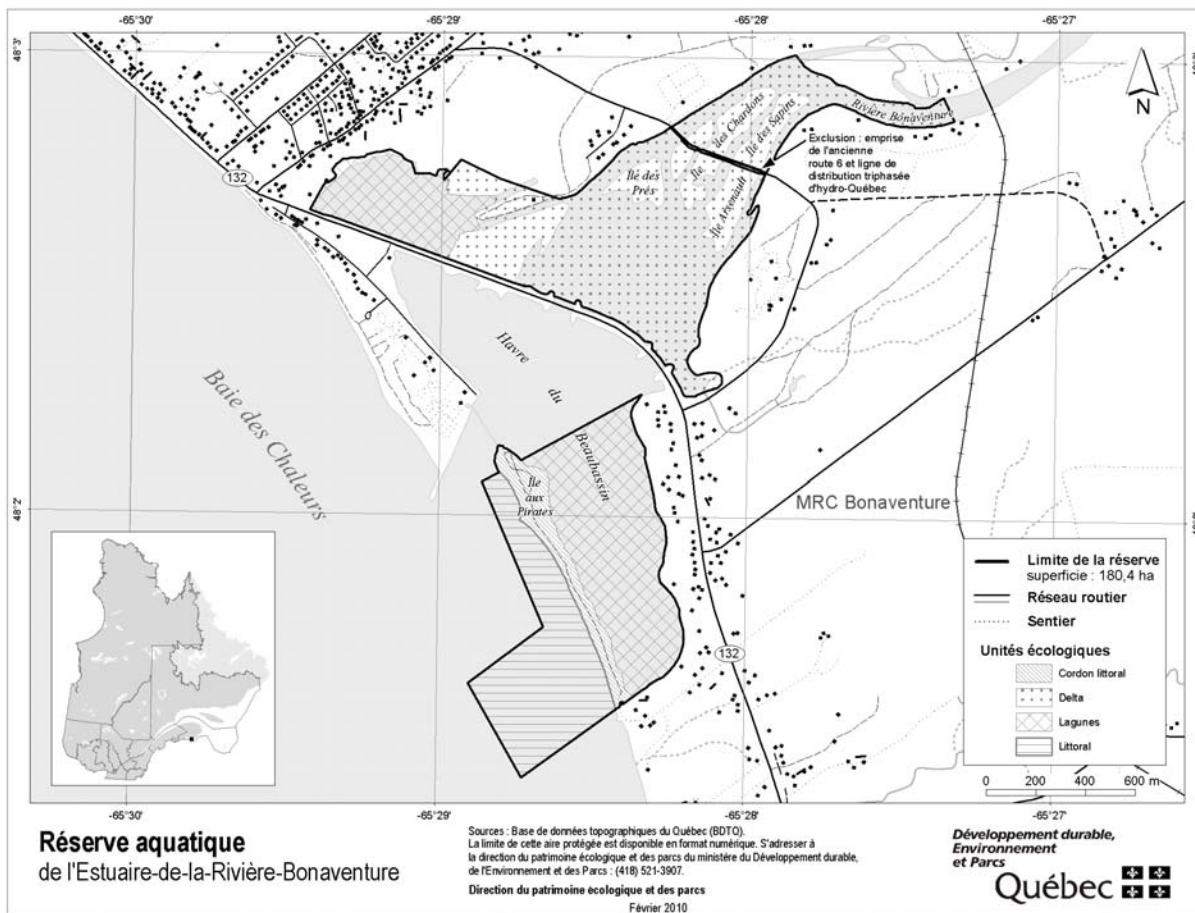 -65°30'
-65°29'
-65°28'
-65°27'
48°3'
N
Rivière Bonaventure
Île des Chardons
Île des Sapins
Exclusion : emprise
de l'ancienne
route 6 et ligne de
distribution triphasée
d'hydro-Québec
132
Île des Prés
Île Arsenault
Havre
du
Beaubassin
Baie des Chaleurs
Île
aux
Pirates
48°2'
MRC Bonaventure
132
Limite de la réserve
superficie : 180,4 ha
Réseau routier
Sentier
Unités écologiques
Cordon littoral
Delta
Lagunes
Littoral
0 200 400 600 m
-65°30'
-65°29'
-65°28'
-65°27'
Réserve aquatique
de l'Estuaire-de-la-Rivière-Bonaventure
Sources : Base de données topographiques du Québec (BDTQ).
La limite de cette aire protégée est disponible en format numérique. S'adresser à
la direction du patrimoine écologique et des parcs du ministère du Développement durable,
de l'Environnement et des Parcs : (418) 521-3907.
Direction du patrimoine écologique et des parcs
Février 2010
Développement durable,
Environnement
et Parcs
Québec